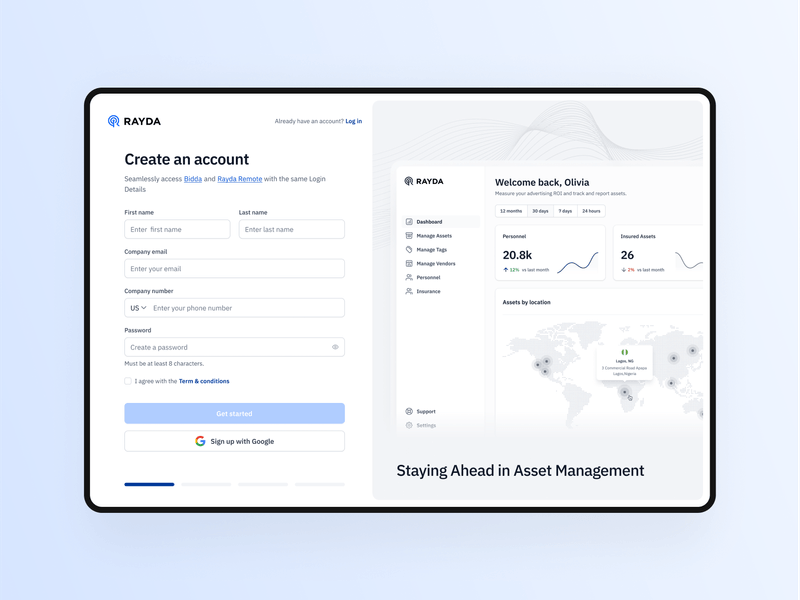 RAYDA
Already have an account? Log in
Create an account
Seamlessly access Bidda and Rayda Remote with the same Login
Details
First name
Last name
Enter first name
Enter last name
Company email
Enter your email
Company number
US
Enter your phone number
Password
Create a password
Must be at least 8 characters.
I agree with the Term & conditions
Get started
Sign up with Google
RAYDA
Dashboard
Manage Assets
Manage Tags
Manage Vendors
Personnel
Insurance
Support
Settings
Welcome back, Olivia
Measure your advertising ROI and track and report assets.
12 months
30 days
7 days
24 hours
Personnel
20.8k
12% vs last month
Insured Assets
26
2% vs last month
Assets by location
Lagos, NG
3 Commercial Road Apapa
Lagos/Nigeria
Staying Ahead in Asset Management